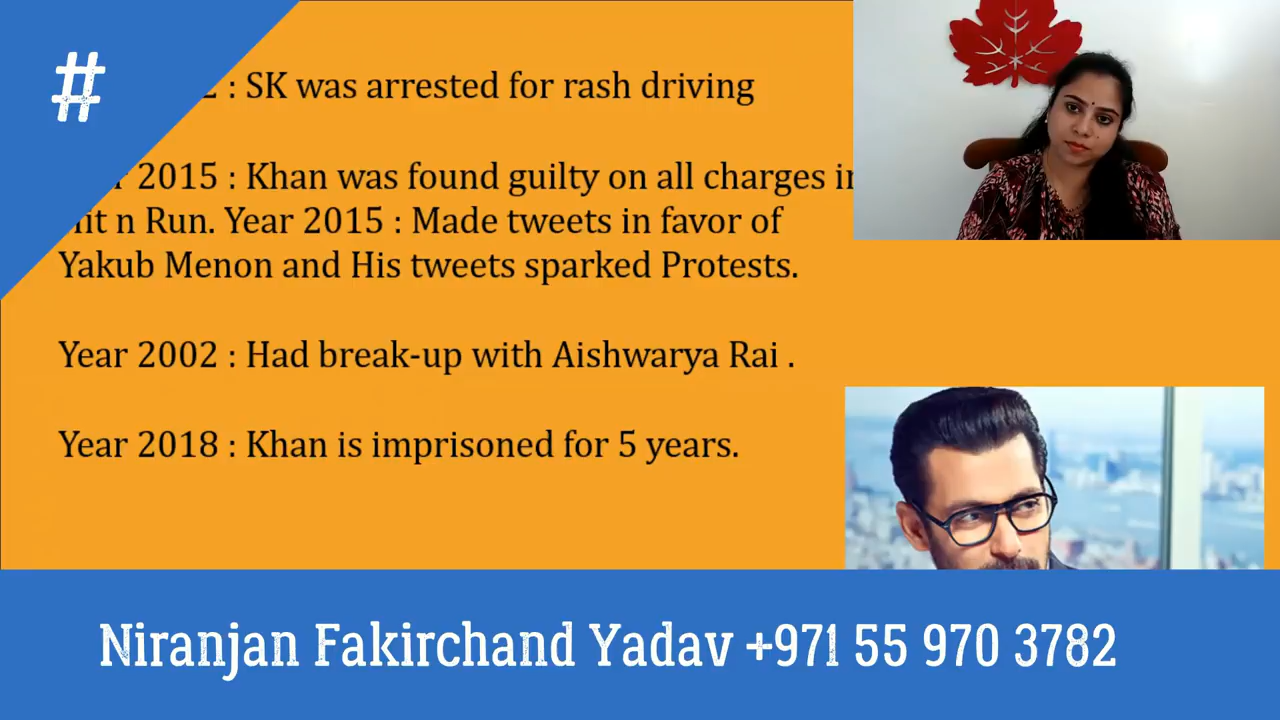 #
: SK was arrested for rash driving
2015 : Khan was found guilty on all charges in
n Run. Year 2015 : Made tweets in favor of
Yakub Menon and His tweets sparked Protests.
Year 2002 : Had break-up with Aishwarya Rai .
Year 2018 : Khan is imprisoned for 5 years.
Niranjan Fakirchand Yadav +971 55 970 3782